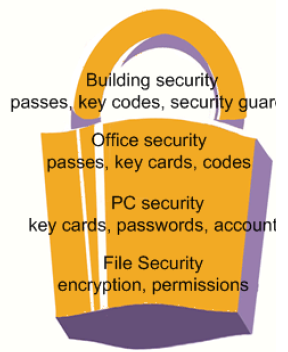 Building security
passes, key codes, security guar
Office security
passes, key cards, codes
PC security
key cards, passwords, account
File Security
encryption, permissions